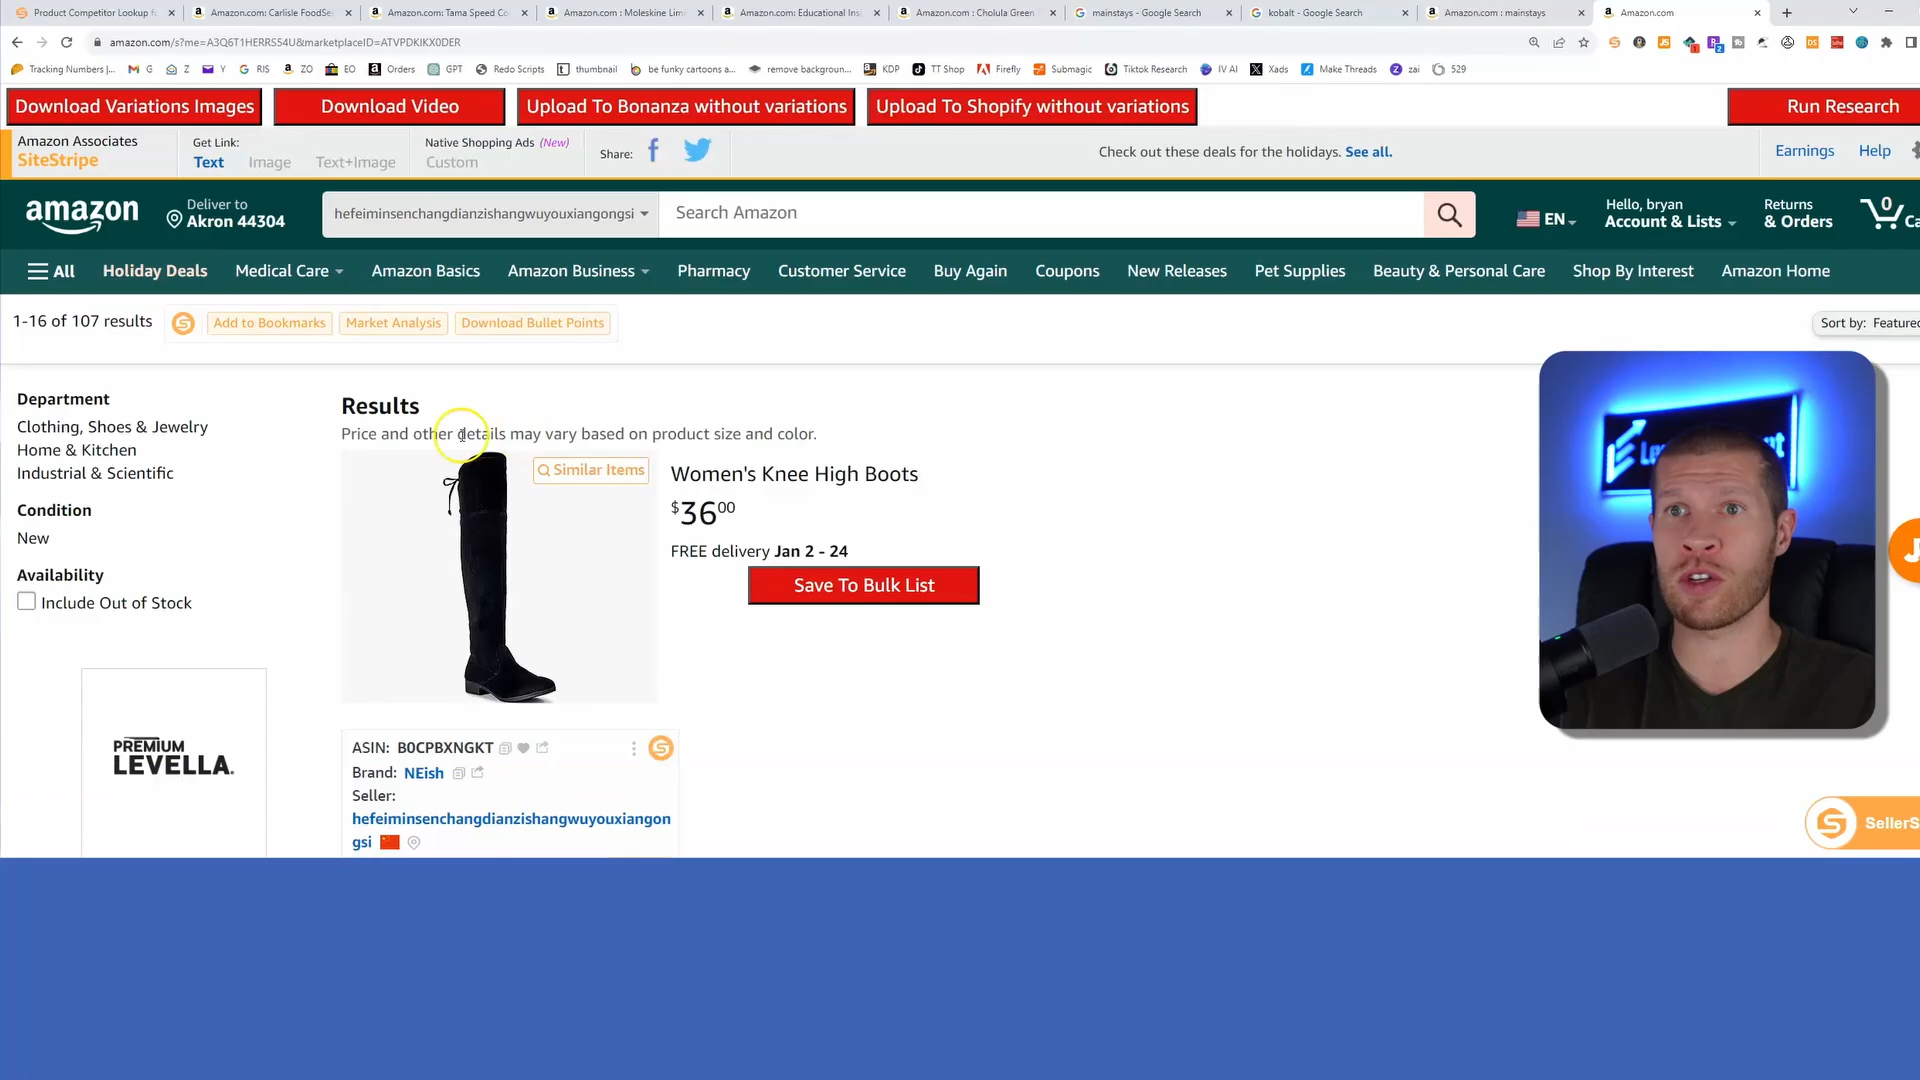 Product Competitor Lookup fo
Amazon.com: Carlisle FoodSe
Amazon.com: Tama Speed Co
Amazon.com : Moleskine Lim
Amazon.com: Educational Ins
Amazon.com : Cholula Green
mainstays - Google Search
kobalt - Google Search
Amazon.com : mainstays
Amazon.com
amazon.com/s?me=A3Q6T1HERRS54U&marketplaceID=ATVPDKIKX0DER
Tracking Numbers |... G Z Y RIS ZO EO Orders GPT Redo Scripts thumbnail be funky cartoons a... remove backgroun... KDP TT Shop Firefly Submagic Tiktok Research IV AI Xads Make Threads zai 529
Download Variations Images
Download Video
Upload To Bonanza without variations
Upload To Shopify without variations
Run Research
Amazon Associates
SiteStripe
Get Link:
Text Image Text+Image
Native Shopping Ads (New)
Custom
Share:
Check out these deals for the holidays. See all.
Earnings
Help
amazon
Deliver to
Akron 44304
hefeiminsenchangdianzishangwuyouxiangongsi
Search Amazon
EN
Hello, bryan
Account & Lists
Returns
& Orders
0
Ca
All Holiday Deals Medical Care Amazon Basics Amazon Business Pharmacy Customer Service Buy Again Coupons New Releases Pet Supplies Beauty & Personal Care Shop By Interest Amazon Home
1-16 of 107 results
Add to Bookmarks
Market Analysis
Download Bullet Points
Sort by: Featured
Department
Clothing, Shoes & Jewelry
Home & Kitchen
Industrial & Scientific
Condition
New
Availability
Include Out of Stock
PREMIUM
LEVELLA.
Results
Price and other details may vary based on product size and color.
Similar Items
Women's Knee High Boots
$3600
FREE delivery Jan 2 - 24
Save To Bulk List
ASIN: B0CPBXNGKT
Brand: NEish
Seller:
hefeiminsenchangdianzishangwuyouxiangon
gsi
SellerS